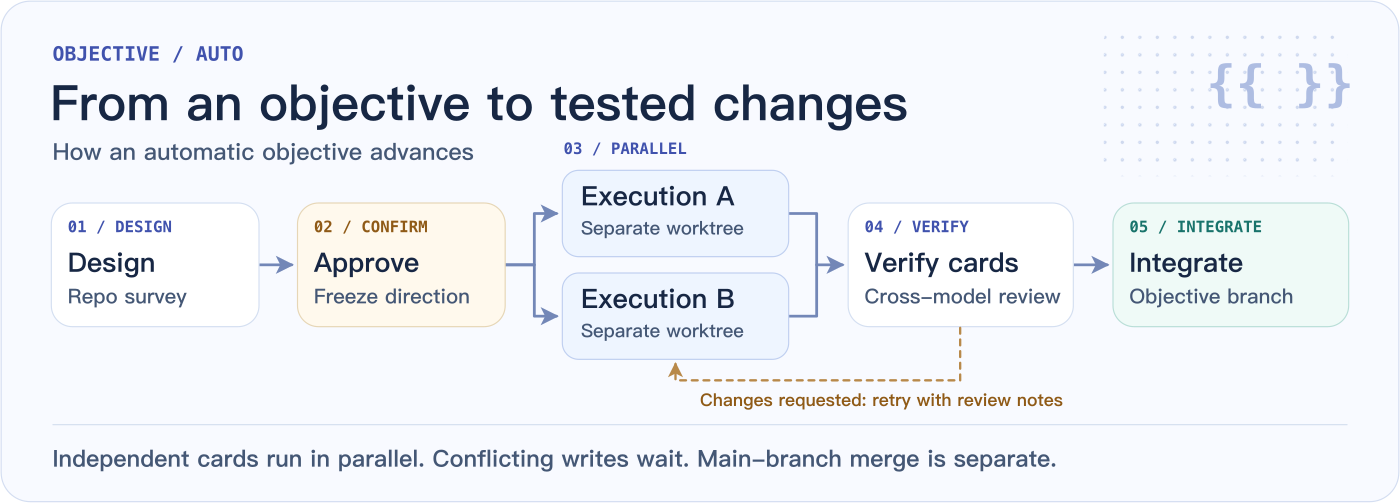 OBJECTIVE / AUTO
{{ }}
From an objective to tested changes
How an automatic objective advances
01 / DESIGN
Design
Repo survey
02 / CONFIRM
Approve
Freeze direction
03 / PARALLEL
Execution A
Separate worktree
Execution B
Separate worktree
04 / VERIFY
Verify cards
Cross–model review
05 / INTEGRATE
Integrate
Objective branch
Changes requested: retry with review notes
Independent cards run in parallel. Conflicting writes wait. Main–branch merge is separate.